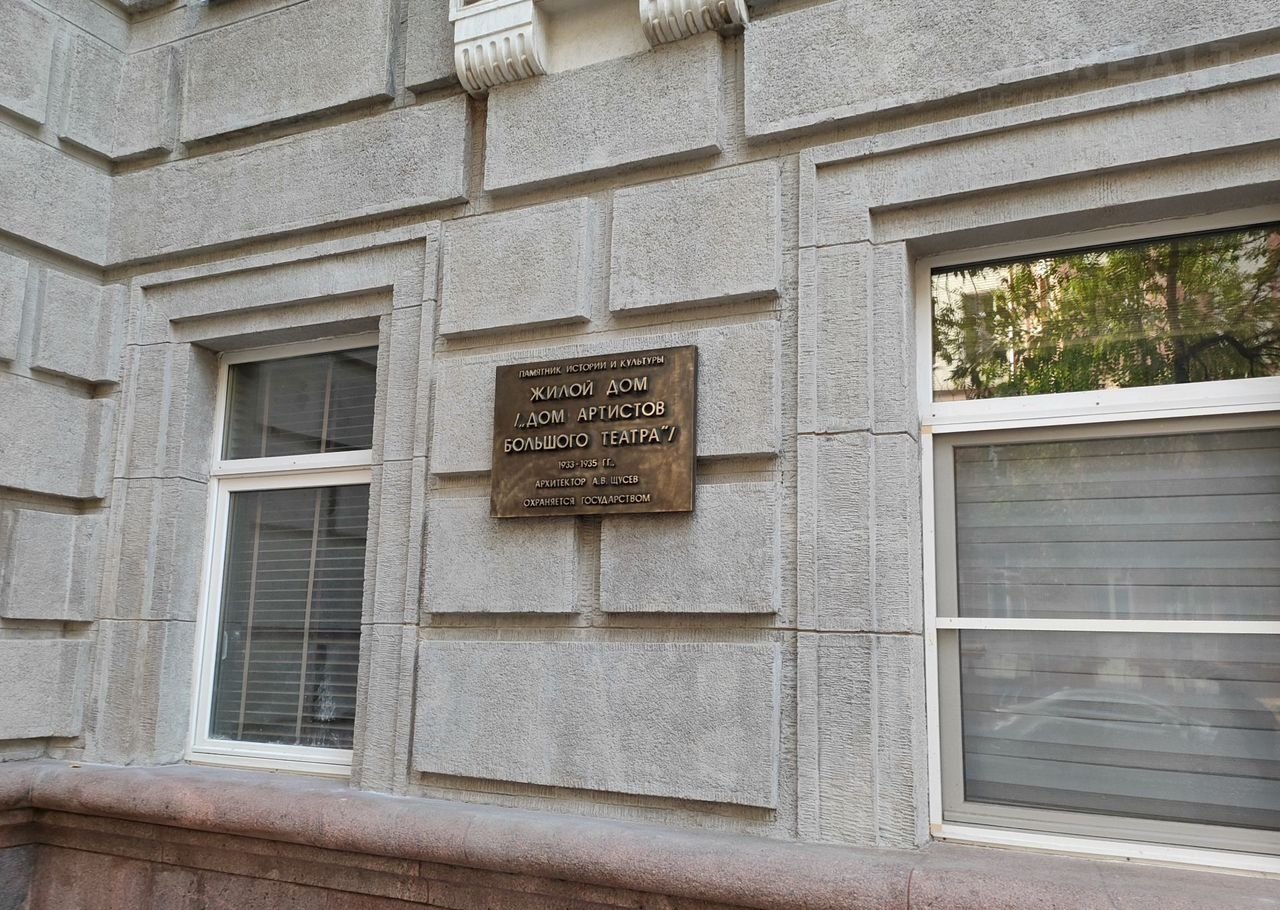 ПАМЯТНИК ИСТОРИИ И КУЛЬТУРЫ
ЖИЛОЙ ДОМ
/„ДОМ АРТИСТОВ
БОЛЬШОГО ТЕАТРА“/
1933-1935 ГГ.,
АРХИТЕКТОР А.В. ЩУСЕВ
ОХРАНЯЕТСЯ ГОСУДАРСТВОМ